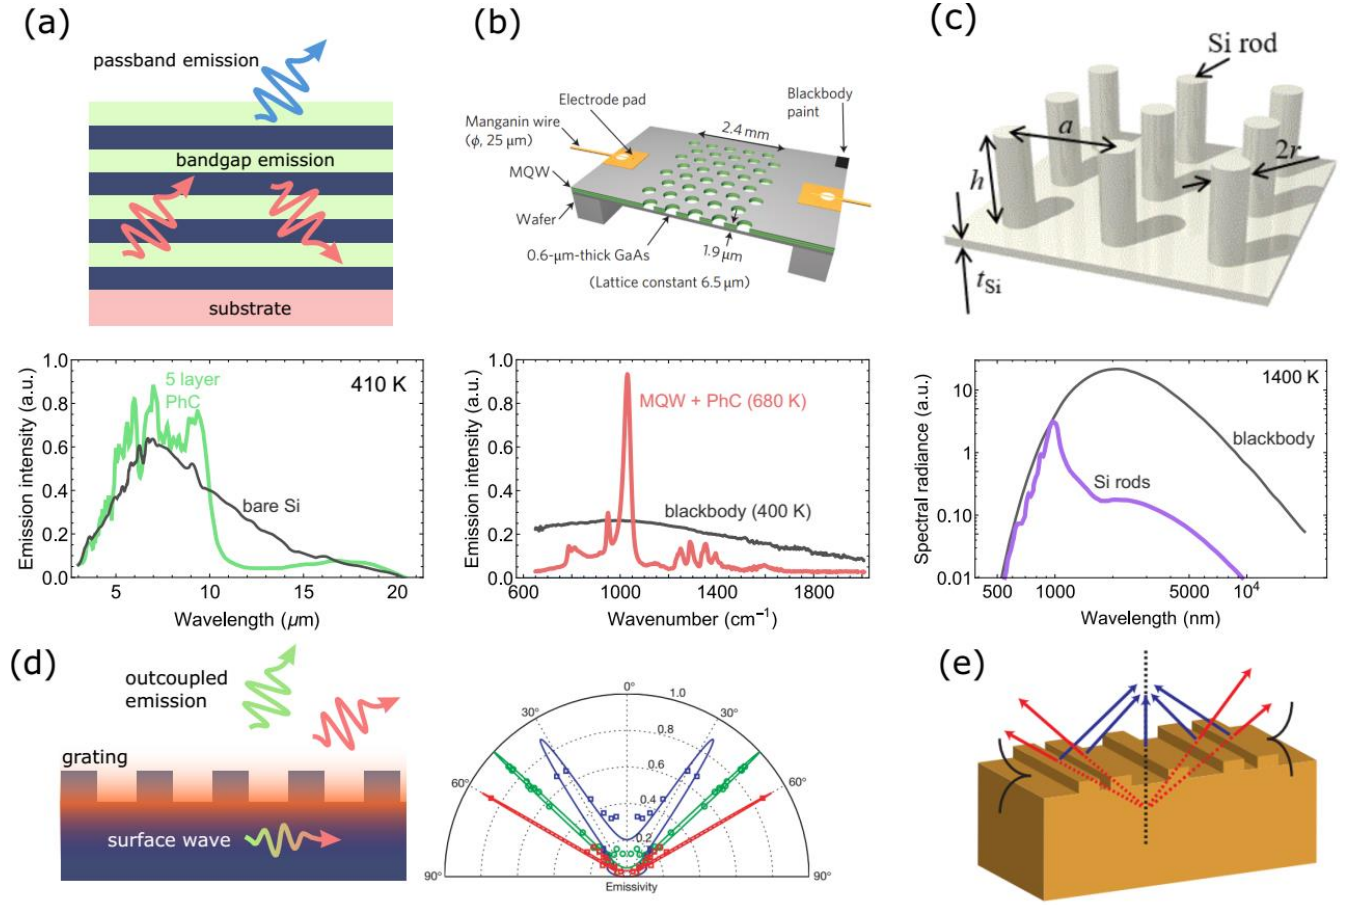 (a)
passband emission
bandgap emission
substrate
1.0
0.8
0.6
0.4
0.2
0.0
Emission intensity (a.u.)
5 layer
PhC
410 K
bare Si
5
10
15
20
Wavelength (μm)
(b)
Electrode pad
Manganin wire
(ϕ, 25 μm)
2.4 mm
Blackbody
paint
MQW
Wafer
0.6-μm-thick GaAs
1.9 μm
(Lattice constant 6.5 μm)
1.0
0.8
0.6
0.4
0.2
0.0
Emission intensity (a.u.)
MQW + PhC (680 K)
blackbody (400 K)
600
1000
1400
1800
Wavenumber (cm⁻¹)
(c)
Si rod
a
2r
h
tSi
10
1
0.10
0.01
Spectral radiance (a.u.)
1400 K
blackbody
Si rods
500
1000
5000
10⁴
Wavelength (nm)
(d)
outcoupled
emission
grating
surface wave
0°
1.0
30°
30°
0.8
0.6
60°
60°
0.4
0.2
90°
90°
Emissivity
(e)